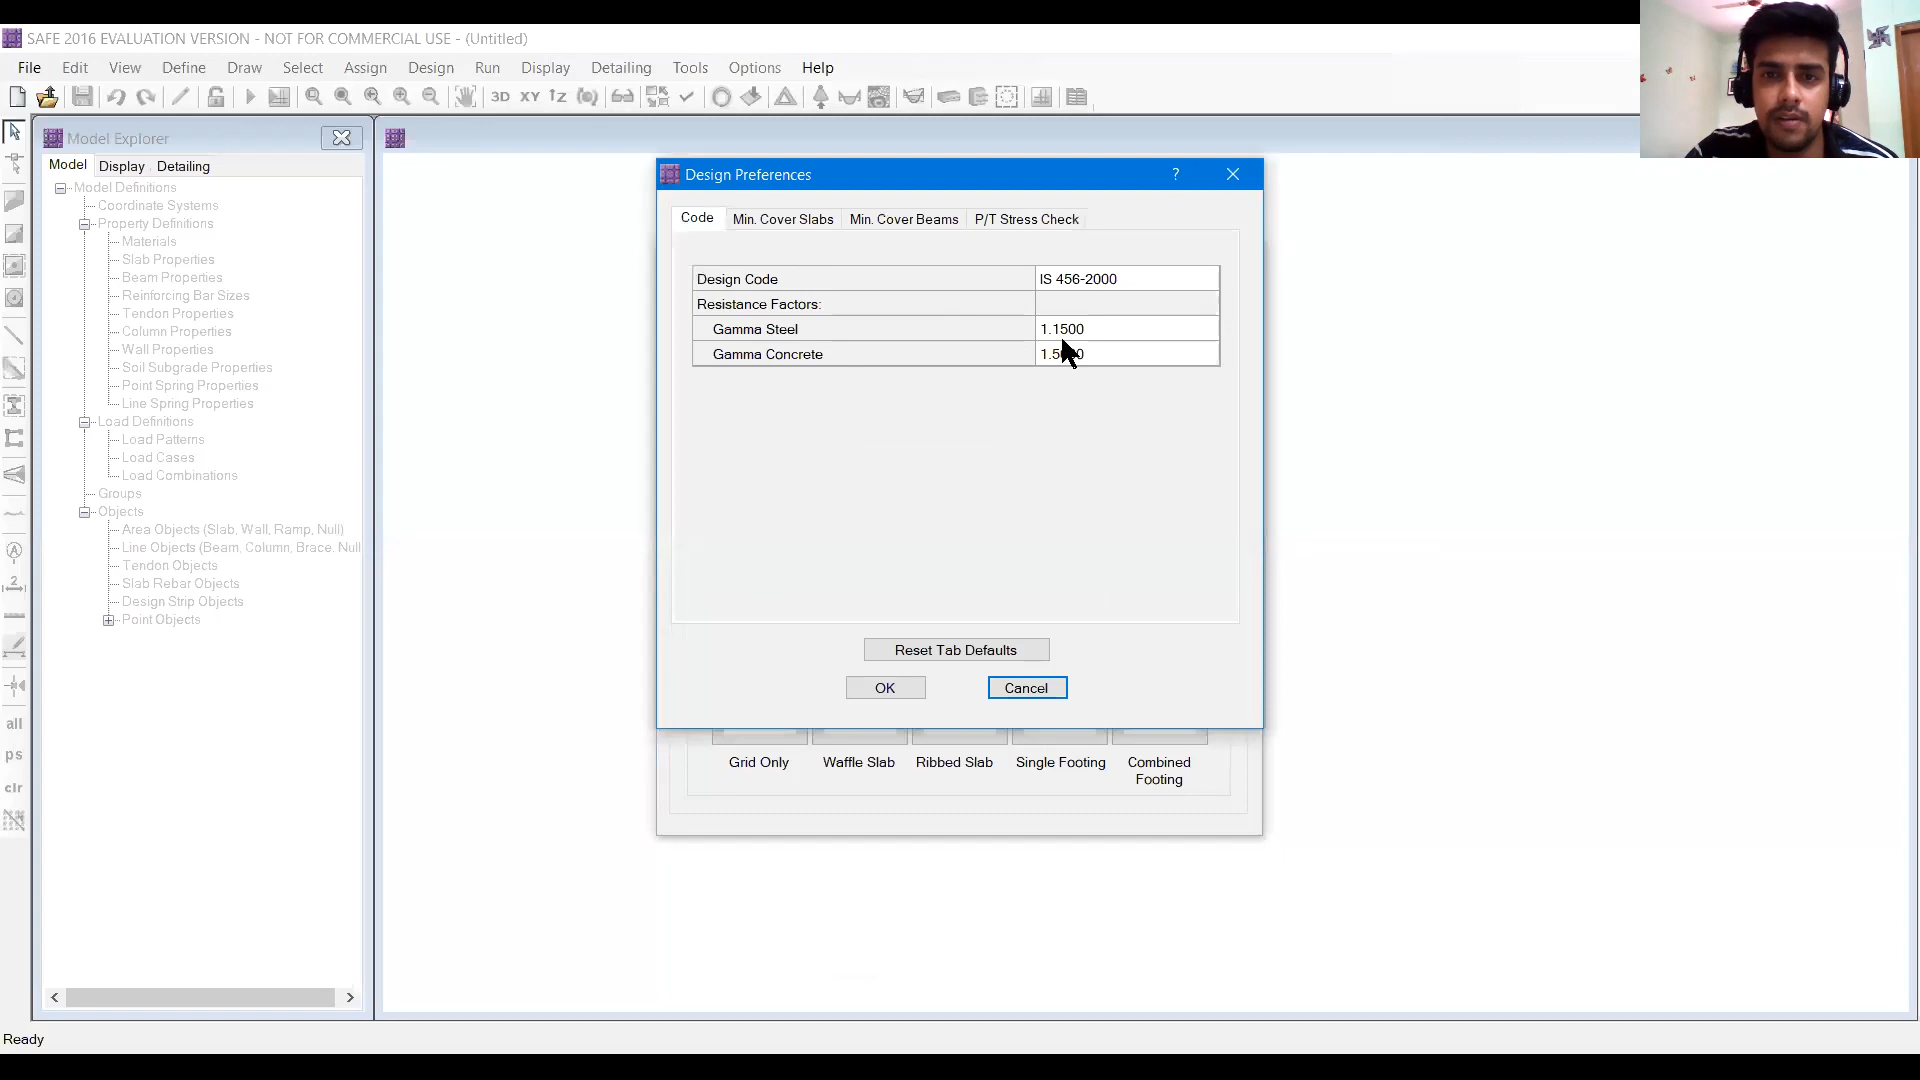 SAFE 2016 EVALUATION VERSION - NOT FOR COMMERCIAL USE - (Untitled)
File Edit View Define Draw Select Assign Design Run Display Detailing Tools Options Help
3D XY
Model Explorer
Model Display Detailing
Model Definitions
Coordinate Systems
Property Definitions
Materials
Slab Properties
Beam Properties
Reinforcing Bar Sizes
Tendon Properties
Column Properties
Wall Properties
Soil Subgrade Properties
Point Spring Properties
Line Spring Properties
Load Definitions
Load Patterns
Load Cases
Load Combinations
Groups
Objects
Area Objects (Slab, Wall, Ramp, Null)
Line Objects (Beam, Column, Brace. Null
Tendon Objects
Slab Rebar Objects
Design Strip Objects
Point Objects
all
ps
clr
Design Preferences ?
Code Min. Cover Slabs Min. Cover Beams P/T Stress Check
Design Code IS 456-2000
Resistance Factors:
Gamma Steel 1.1500
Gamma Concrete
Reset Tab Defaults
OK Cancel
Grid Only Waffle Slab Ribbed Slab Single Footing Combined
Footing
Ready